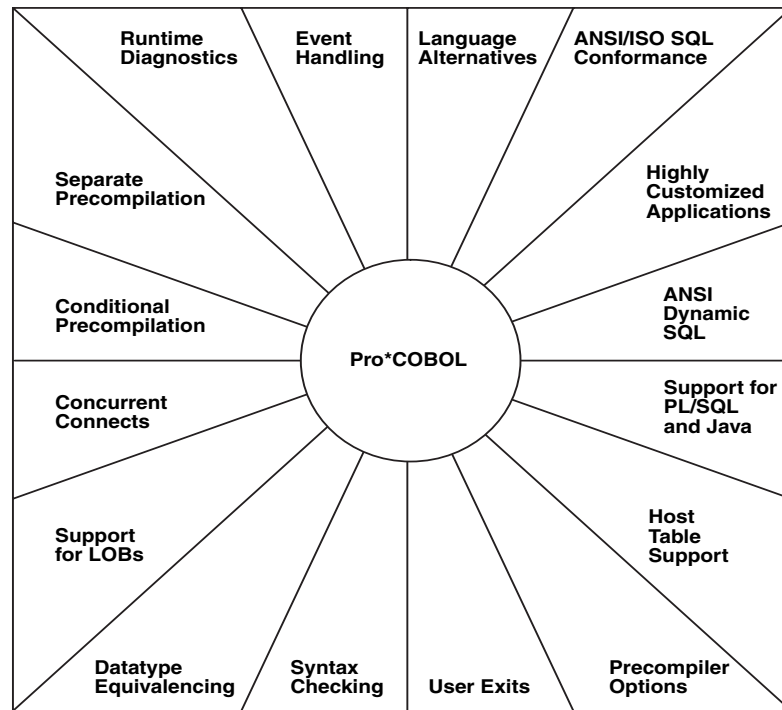 Runtime
Diagnostics
Event
Handling
Language
Alternatives
ANSI/ISO SQL
Conformance
Separate
Precompilation
Highly
Customized
Applications
Conditional
Precompilation
ANSI
Dynamic
SQL
Pro*COBOL
Concurrent
Connects
Support for
PL/SQL
and Java
Support
for LOBs
Host
Table
Support
Datatype
Equivalencing
Syntax
Checking
User Exits
Precompiler
Options